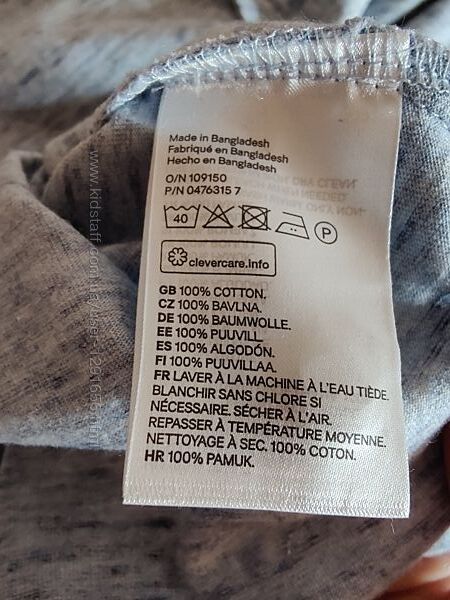 Made in Bangladesh
Fabriqué en Bangladesh
Hecho en Bangladesh
O/N 109150
P/N 0476315 7
40
P
clevercare.info
GB 100% COTTON.
CZ 100% BAVLNA.
DE 100% BAUMWOLLE.
EE 100% PUUVILL.
ES 100% ALGODÓN.
FI 100% PUUVILLAA.
FR LAVER À LA MACHINE À L'EAU TIÈDE.
BLANCHIR SANS CHLORE SI
NÉCESSAIRE. SÉCHER À L'AIR.
REPASSER À TEMPÉRATURE MOYENNE.
NETTOYAGE À SEC. 100% COTON.
HR 100% PAMUK.